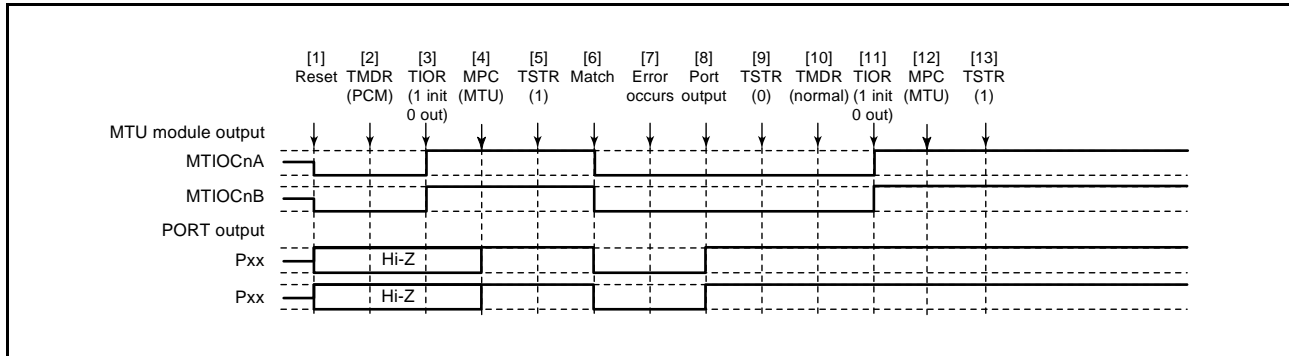 [1] [2] [3] [4] [5] [6] [7] [8] [9] [10] [11] [12] [13]
Reset TMDR TIOR MPC TSTR Match Error Port TSTR TMDR TIOR MPC TSTR
(PCM) (1 init (MTU) (1) occurs output (0) (normal) (1 init (MTU) (1)
0 out) 0 out)
MTU module output
MTIOCnA
MTIOCnB
PORT output
Pxx Hi-Z
Pxx Hi-Z